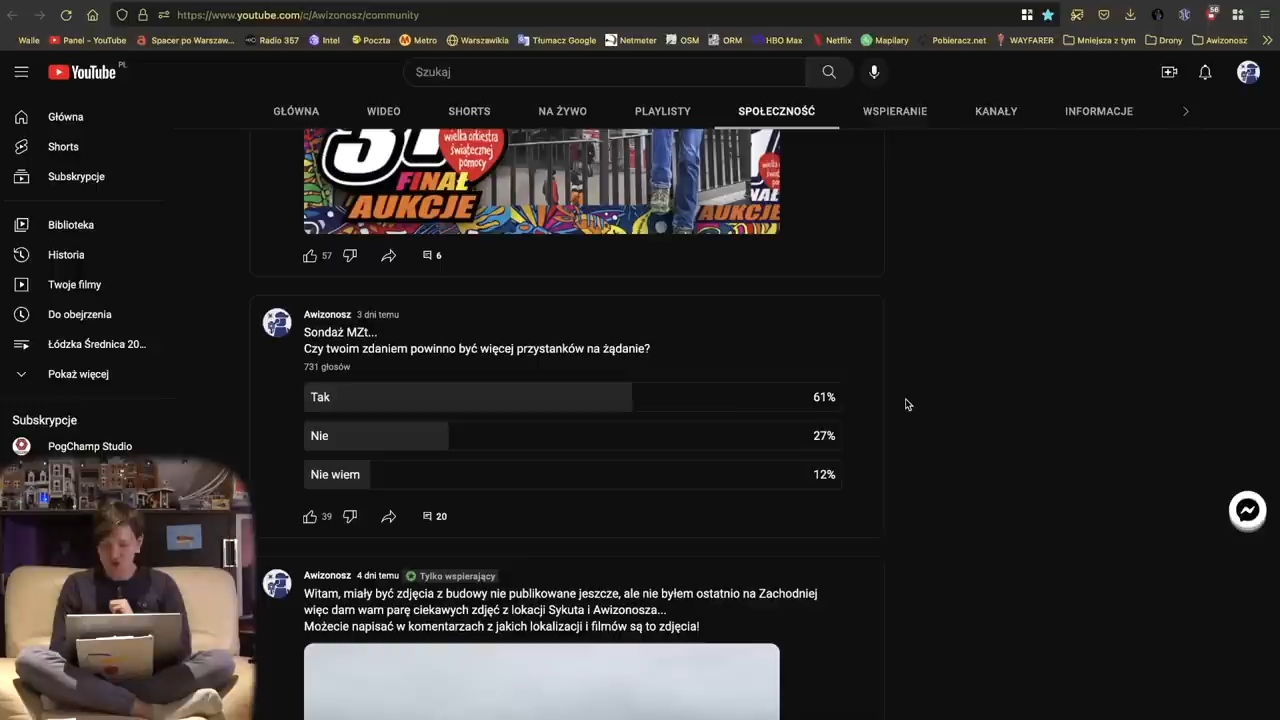 https://www.youtube.com/c/Awizonosz/community
56
Walle
Panel - YouTube
Spacer po Warszaw...
Radio 357
Intel
Poczta
Metro
Warszawikia
Tłumacz Google
Netmeter
OSM
ORM
HBO Max
Netflix
Mapilary
Pobieracz.net
WAYFARER
Mniejsza z tym
Drony
Awizonosz
YouTube PL
Szukaj
GŁÓWNA
WIDEO
SHORTS
NA ŻYWO
PLAYLISTY
SPOŁECZNOŚĆ
WSPIERANIE
KANAŁY
INFORMACJE
Główna
Shorts
Subskrypcje
Biblioteka
Historia
Twoje filmy
Do obejrzenia
Łódzka Średnica 20...
Pokaż więcej
Subskrypcje
PogChamp Studio
31
wielka orkiestra
świątecznej
pomocy
FINAŁ
AUKCJE
AUKCJE
57
6
Awizonosz 3 dni temu
Sondaż MZt...
Czy twoim zdaniem powinno być więcej przystanków na żądanie?
731 głosów
Tak 61%
Nie 27%
Nie wiem 12%
39
20
Awizonosz 4 dni temu Tylko wspierający
Witam, miały być zdjęcia z budowy nie publikowane jeszcze, ale nie byłem ostatnio na Zachodniej
więc dam wam parę ciekawych zdjęć z lokacji Sykuta i Awizonosza...
Możecie napisać w komentarzach z jakich lokalizacji i filmów są to zdjęcia!